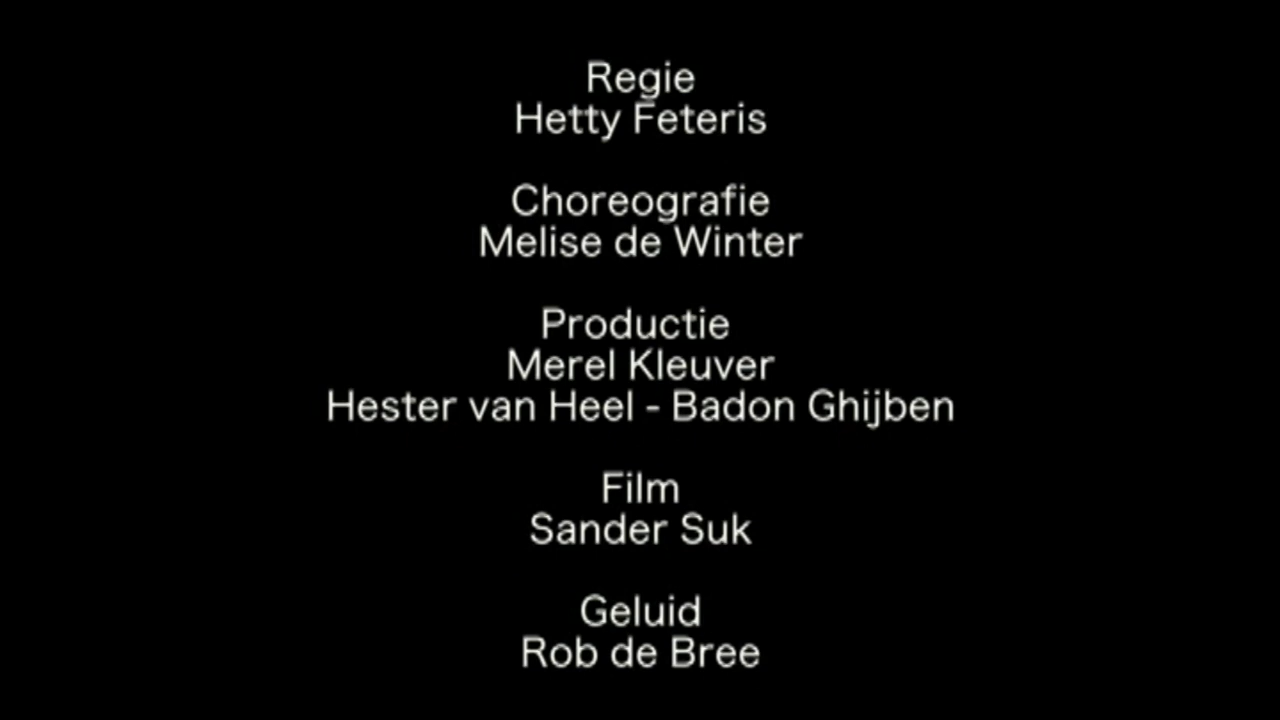 Regie
Hetty Feteris
Choreografie
Melise de Winter
Productie
Merel Kleuver
Hester van Heel - Badon Ghijben
Film
Sander Suk
Geluid
Rob de Bree